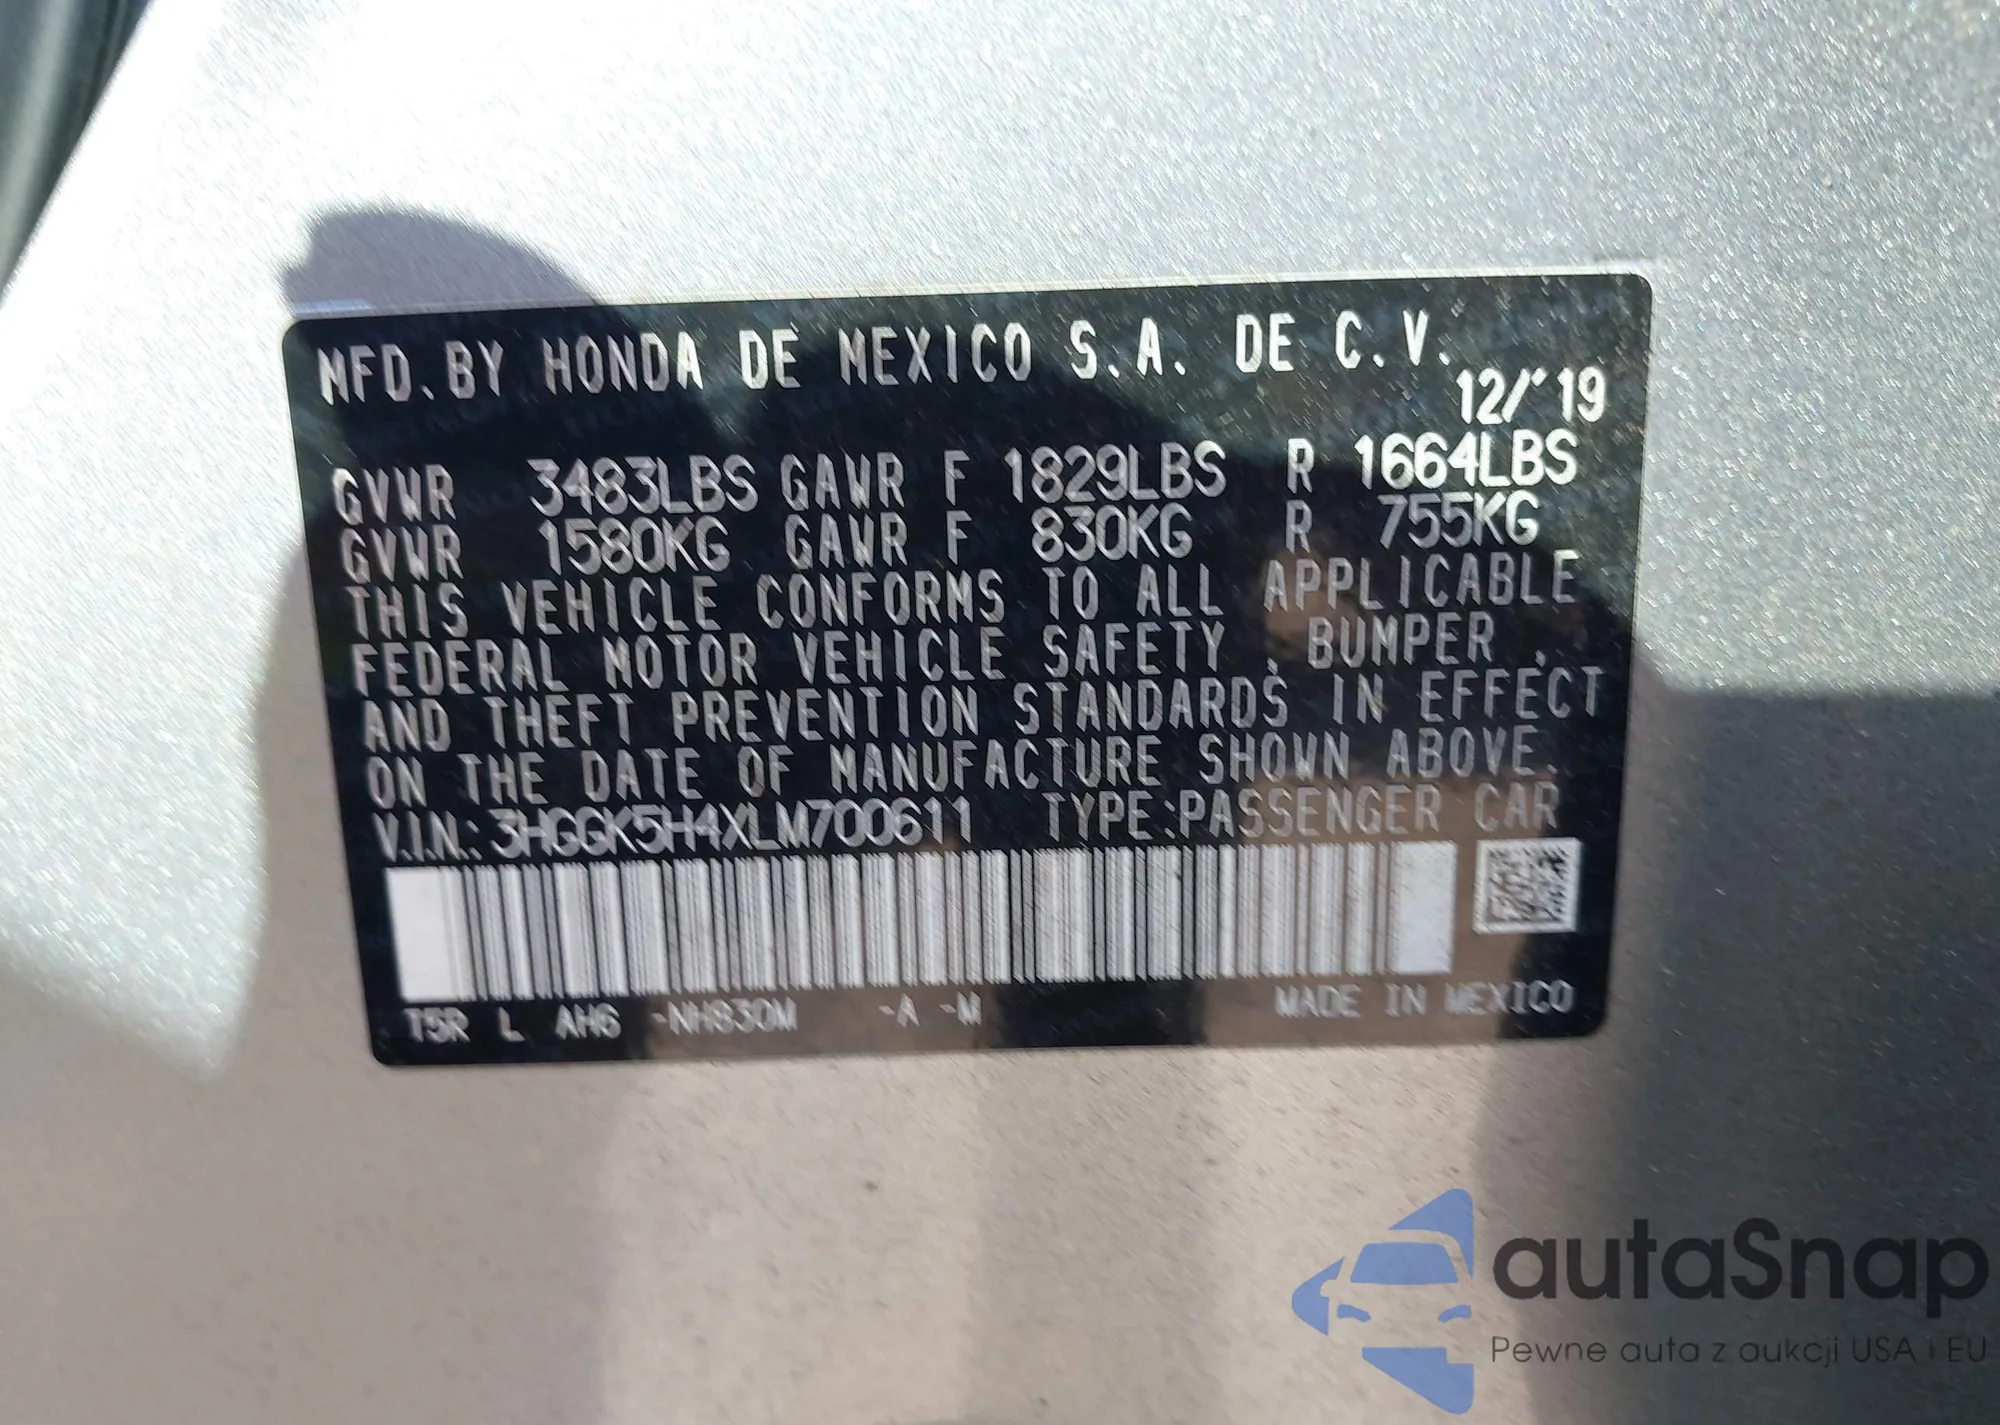 MFD.BY HONDA DE MEXICO S.A. DE C.V.
12/'19
GVWR 3483LBS GAWR F 1829LBS R 1664LBS
GVWR 1580KG GAWR F 830KG R 755KG
THIS VEHICLE CONFORMS TO ALL APPLICABLE
FEDERAL MOTOR VEHICLE SAFETY , BUMPER ,
AND THEFT PREVENTION STANDARDS IN EFFECT
ON THE DATE OF MANUFACTURE SHOWN ABOVE.
V.I.N.: 3HGGK5H4XLM700611 TYPE:PASSENGER CAR
T5R L AH6 -NH830M -A -M MADE IN MEXICO
autaSnap
Pewne auta z aukcji USA i EU